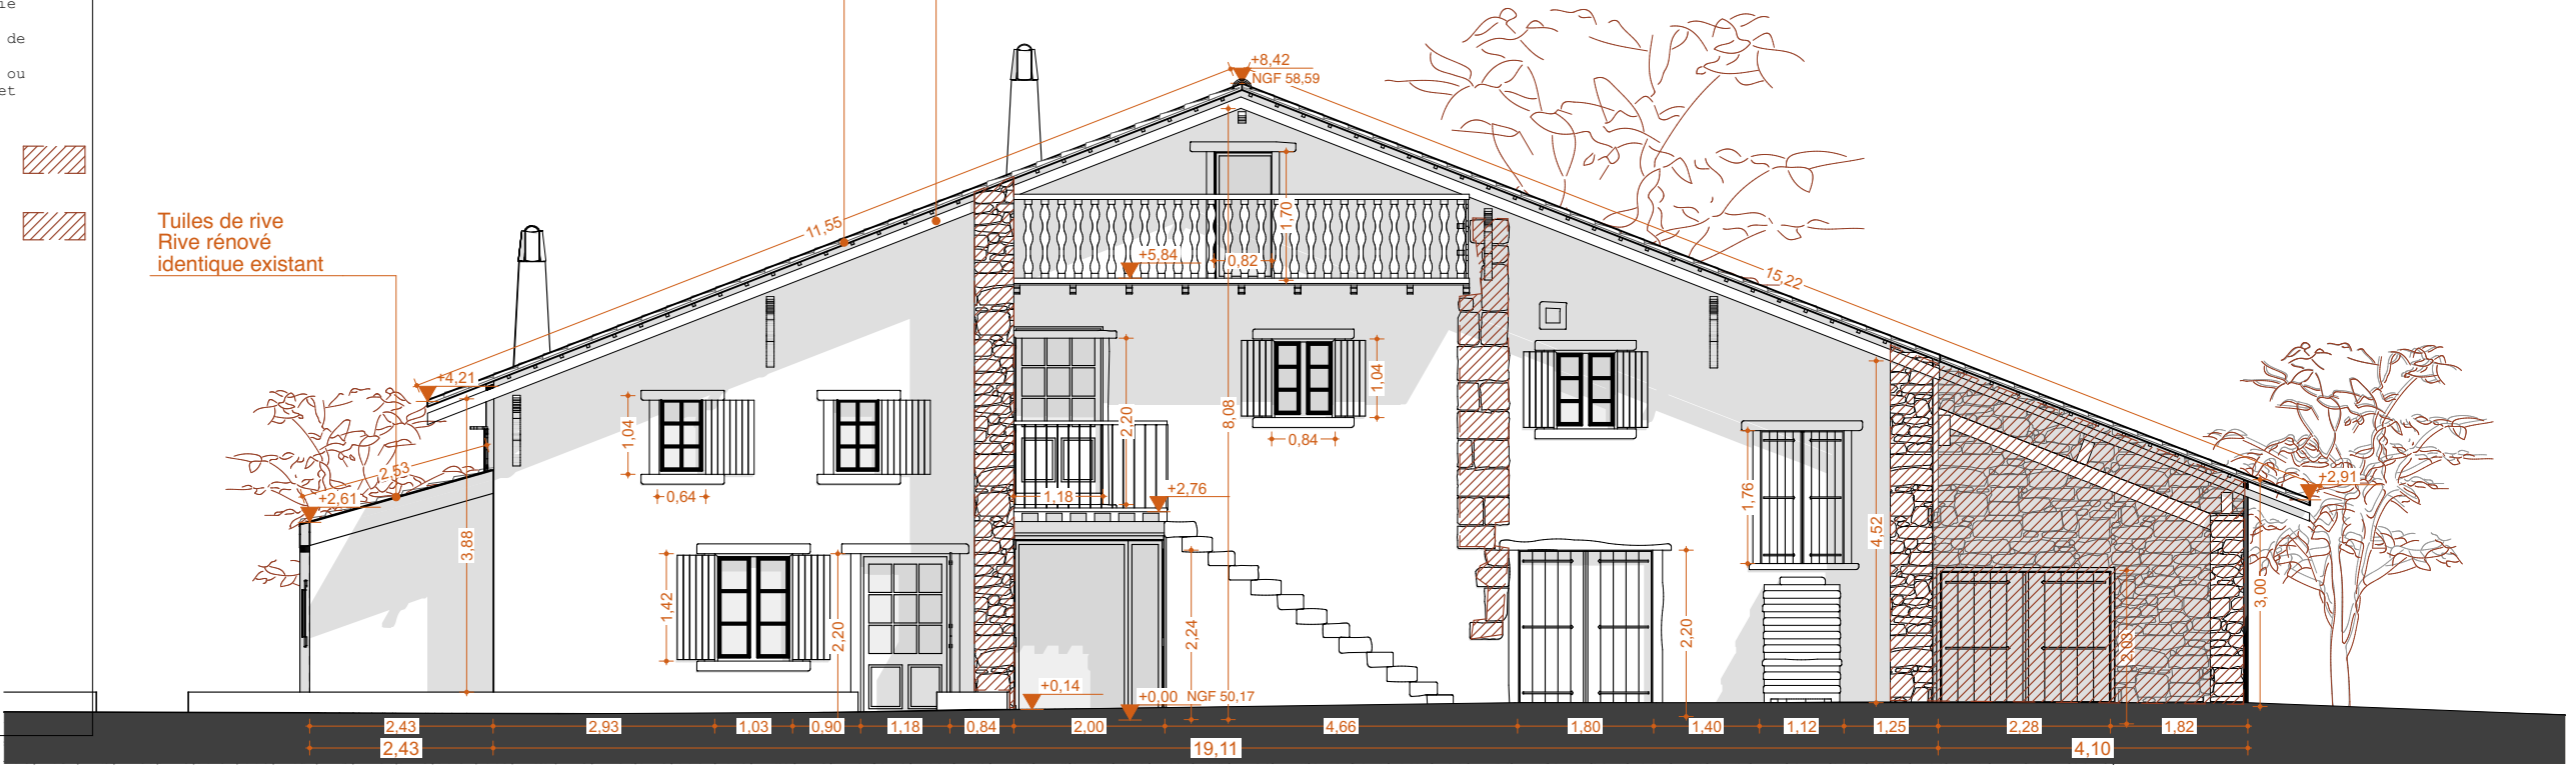 ie
de
ou
et
+8,42
NGF 58,59
Tuiles de rive
Rive rénové
identique existant
11,55
15,22
1,70
+5,84
0,82
+4,21
2,53
+2,61
3,88
1,04
0,64
1,42
2,20
2,20
1,18
+2,76
8,08
1,04
0,84
2,24
1,76
2,20
4,52
+2,91
3,00
2,03
+0,14
+0,00 NGF 50,17
2,43 2,93 1,03 0,90 1,18 0,84 2,00 4,66 1,80 1,40 1,12 1,25 2,28 1,82
2,43 19,11 4,10